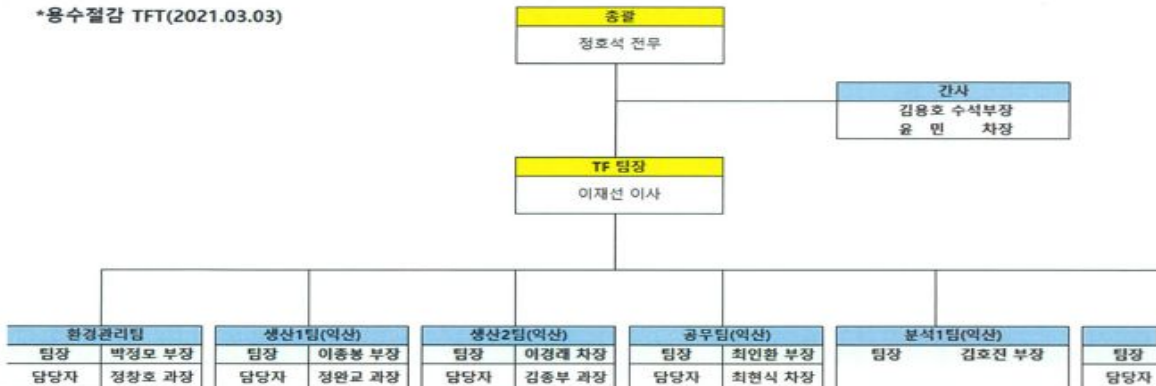 *용수절감 TFT(2021.03.03)
총괄
정호석 전무
간사
김용호 수석부장
윤 민 차장
TF 팀장
이재선 이사
환경관리팀 생산1팀(익산) 생산2팀(익산) 공무팀(익산) 분석1팀(익산)
팀장 박정모 부장 팀장 이종봉 부장 팀장 이경래 차장 팀장 최인환 부장 팀장 김호진 부장 팀장
담당자 정창호 과장 담당자 정완교 과장 담당자 김종부 과장 담당자 최현식 차장 담당자